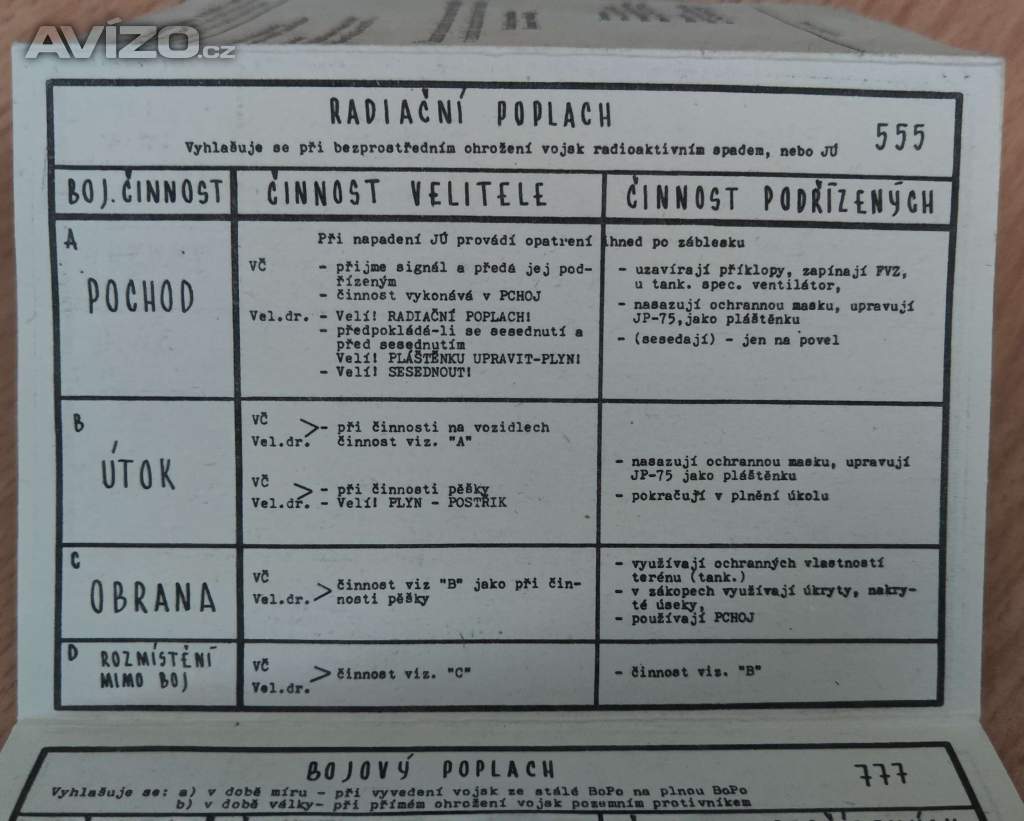 AVÍZO.cz
RADIAČNÍ POPLACH
555
Vyhlašuje se při bezprostředním ohrožení vojsk radioaktivním spadem, nebo JÚ
BOJ. ČINNOST
ČINNOST VELITELE
ČINNOST PODŘÍZENÝCH
A
POCHOD
Při napadení JÚ provádí opatrení ihned po záblesku
VČ - přijme signál a předá jej pod-
řízeným
- činnost vykonává v PCHOJ
Vel.dr. - Velí! RADIAČNÍ POPLACH!
- předpokládá-li se sesednutí a
před sesednutím
Velí! PLÁŠTĚNKU UPRAVIT-PLYN!
- Velí! SESEDNOUT!
- uzavírají příklopy, zapínají FVZ,
u tank. spec. ventilátor,
- nasazují ochrannou masku, upravují
JP-75,jako pláštěnku
- (sesedají) - jen na povel
B
ÚTOK
VČ
Vel.dr. > - při činnosti na vozidlech
činnost viz. "A"
VČ
Vel.dr. > - při činnosti pěšky
- Velí! PLYN - POSTŘIK
- nasazují ochrannou masku, upravují
JP-75 jako pláštěnku
- pokračují v plnění úkolu
C
OBRANA
VČ
Vel.dr. > činnost viz "B" jako při čin-
nosti pěšky
- využívají ochranných vlastností
terénu (tank.)
- v zákopech využívají úkryty, nakry-
té úseky,
- používají PCHOJ
D
ROZMÍSTĚNÍ
MIMO BOJ
VČ
Vel.dr. > činnost viz. "C"
- činnost viz. "B"
BOJOVÝ POPLACH
777
Vyhlašuje se: a) v době míru - při vyvedení vojsk ze stálé BoPo na plnou BoPo
b) v době války- při přímém ohrožení vojsk pozemním protivníkem